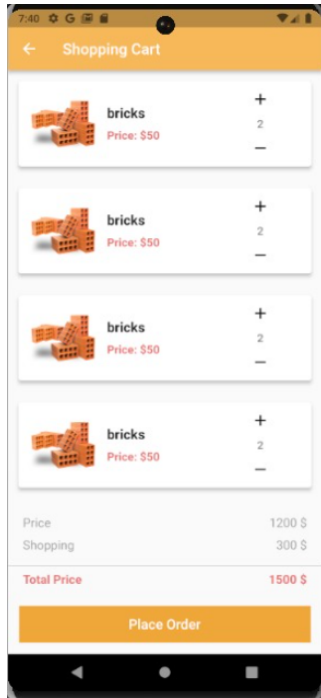 7:40 G
Shopping Cart
bricks
Price: $50
+
2
−
bricks
Price: $50
+
2
−
bricks
Price: $50
+
2
−
bricks
Price: $50
+
2
−
Price 1200 $
Shopping 300 $
Total Price 1500 $
Place Order